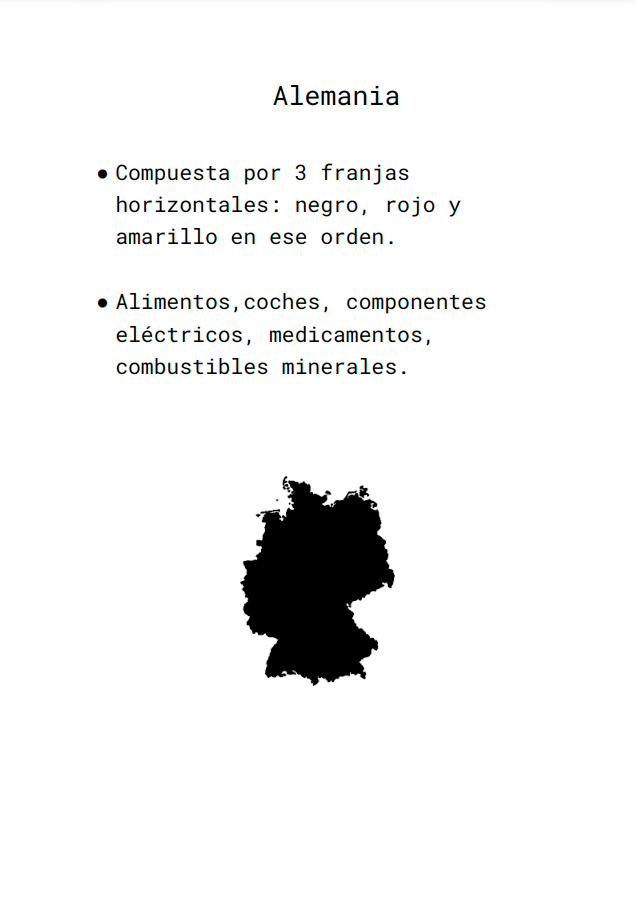 Alemania
● Compuesta por 3 franjas
horizontales: negro, rojo y
amarillo en ese orden.
● Alimentos,coches, componentes
eléctricos, medicamentos,
combustibles minerales.